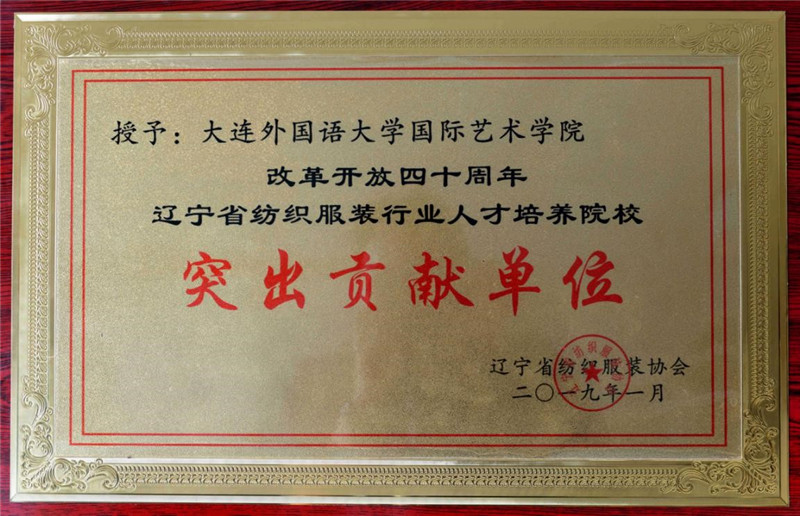 授予：大连外国语大学国际艺术学院
改革开放四十周年
辽宁省纺织服装行业人才培养院校
突出贡献单位
辽宁省纺织服装协会
二〇一九年一月